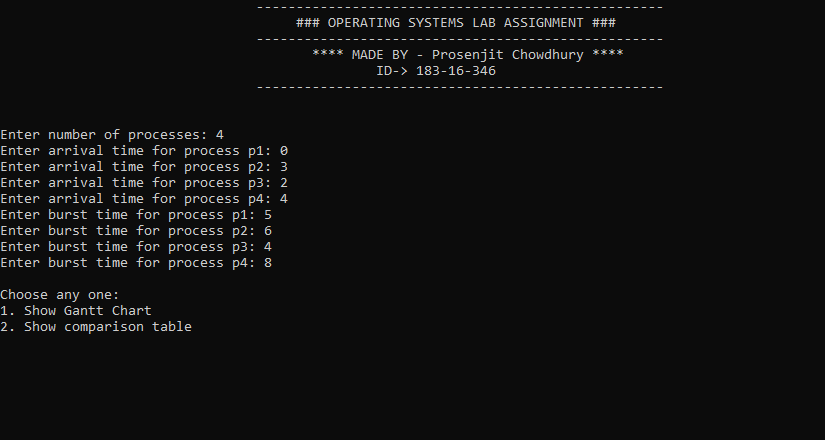 ---------------------------------------------------
### OPERATING SYSTEMS LAB ASSIGNMENT ###
---------------------------------------------------
**** MADE BY - Prosenjit Chowdhury ****
ID-> 183-16-346
---------------------------------------------------
Enter number of processes: 4
Enter arrival time for process p1: 0
Enter arrival time for process p2: 3
Enter arrival time for process p3: 2
Enter arrival time for process p4: 4
Enter burst time for process p1: 5
Enter burst time for process p2: 6
Enter burst time for process p3: 4
Enter burst time for process p4: 8
Choose any one:
1. Show Gantt Chart
2. Show comparison table